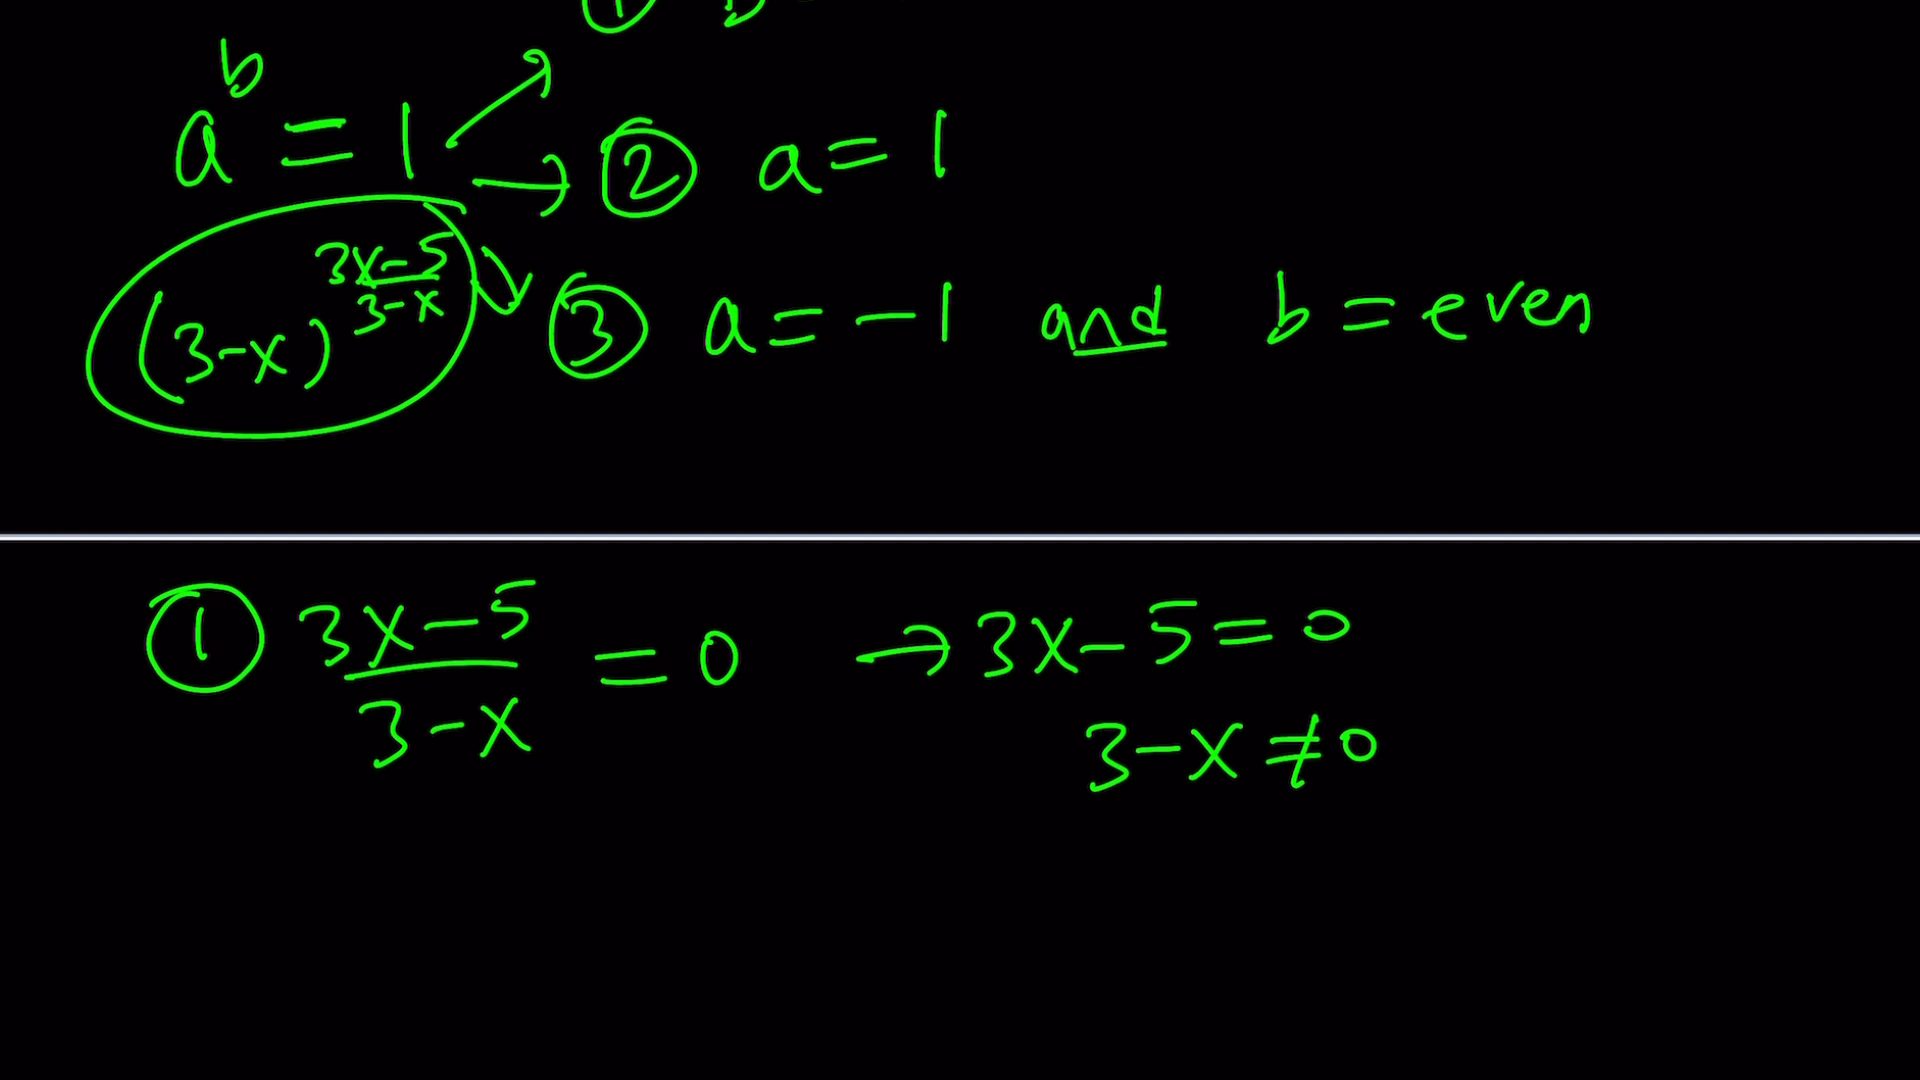 ① b
a^b = 1 → ② a = 1
(3-x)^((3x-5)/(3-x)) ③ a = -1 and b = even
① (3x-5)/(3-x) = 0 → 3x-5=0
3-x ≠ 0